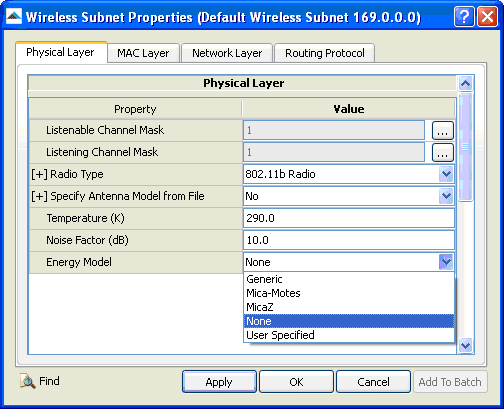 Wireless Subnet Properties (Default Wireless Subnet 169.0.0.0)
?
X
Physical Layer
MAC Layer
Network Layer
Routing Protocol
Physical Layer
Property Value
Listenable Channel Mask 1 ...
Listening Channel Mask 1 ...
[+] Radio Type 802.11b Radio
[+] Specify Antenna Model from File No
Temperature (K) 290.0
Noise Factor (dB) 10.0
Energy Model None
Generic
Mica-Motes
MicaZ
None
User Specified
Find
Apply
OK
Cancel
Add To Batch